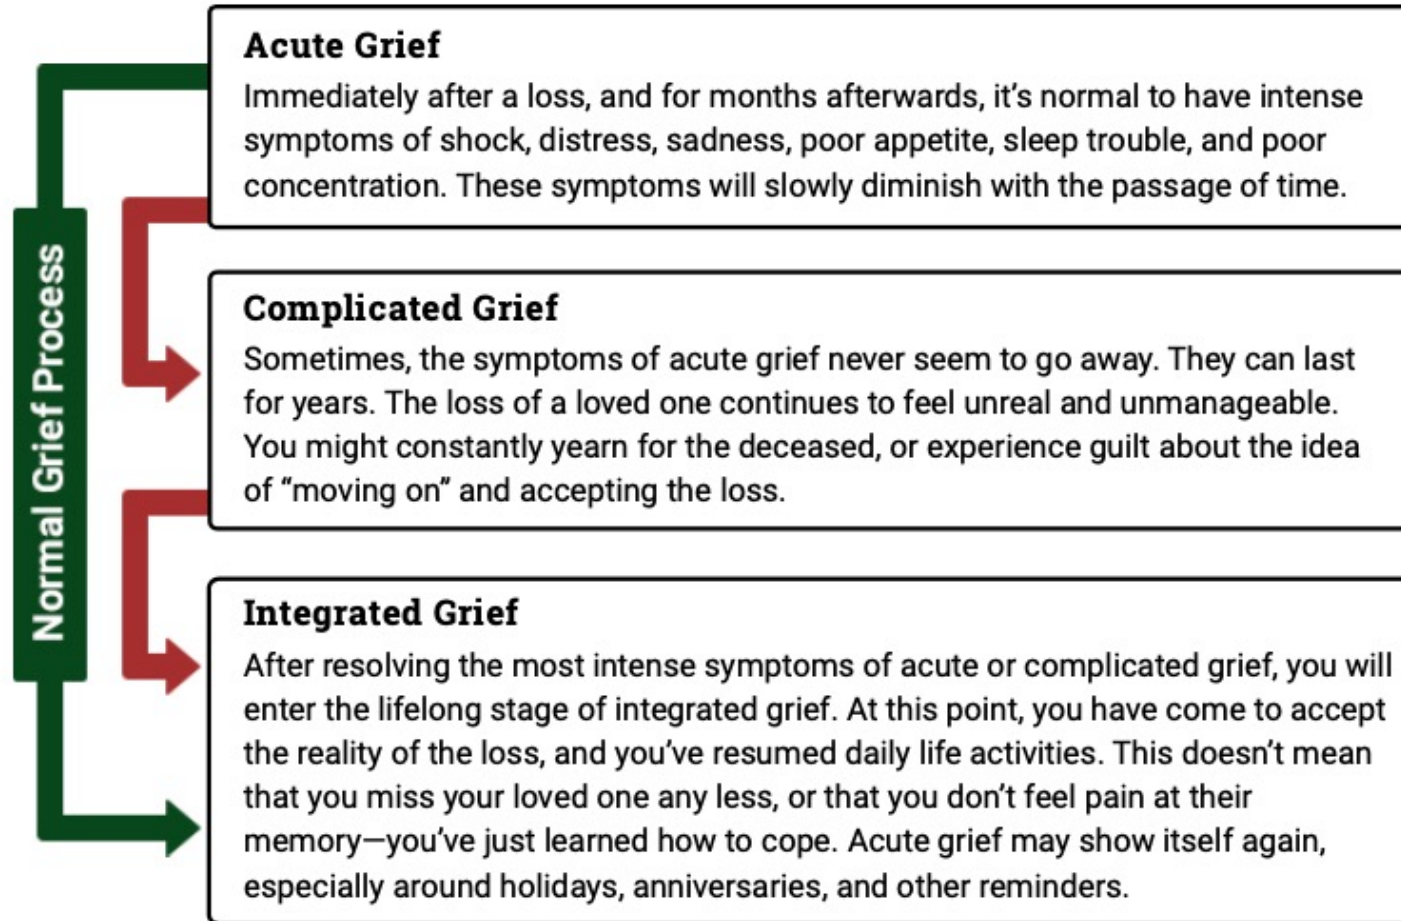 Normal Grief Process
Acute Grief
Immediately after a loss, and for months afterwards, it’s normal to have intense
symptoms of shock, distress, sadness, poor appetite, sleep trouble, and poor
concentration. These symptoms will slowly diminish with the passage of time.
Complicated Grief
Sometimes, the symptoms of acute grief never seem to go away. They can last
for years. The loss of a loved one continues to feel unreal and unmanageable.
You might constantly yearn for the deceased, or experience guilt about the idea
of “moving on” and accepting the loss.
Integrated Grief
After resolving the most intense symptoms of acute or complicated grief, you will
enter the lifelong stage of integrated grief. At this point, you have come to accept
the reality of the loss, and you’ve resumed daily life activities. This doesn’t mean
that you miss your loved one any less, or that you don’t feel pain at their
memory—you’ve just learned how to cope. Acute grief may show itself again,
especially around holidays, anniversaries, and other reminders.